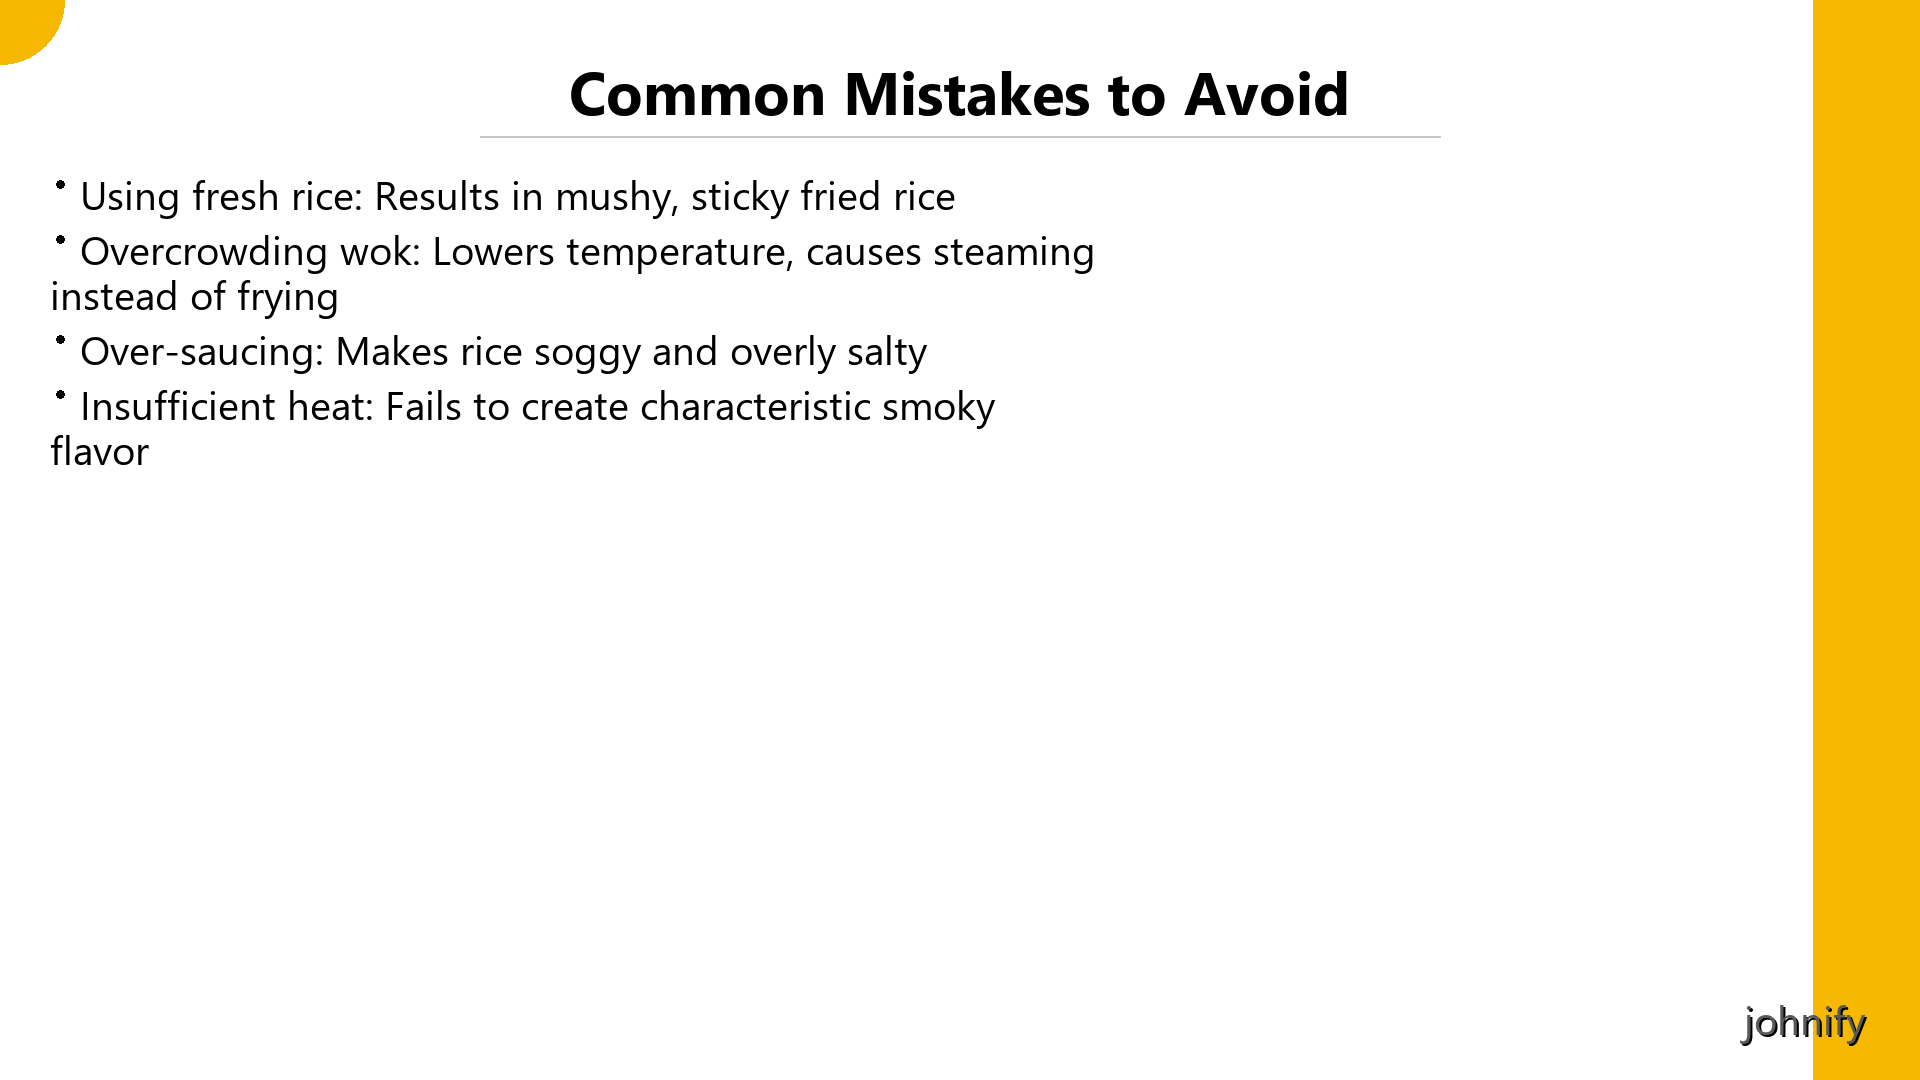 Common Mistakes to Avoid
• Using fresh rice: Results in mushy, sticky fried rice
• Overcrowding wok: Lowers temperature, causes steaming
instead of frying
• Over-saucing: Makes rice soggy and overly salty
• Insufficient heat: Fails to create characteristic smoky
flavor
johnify